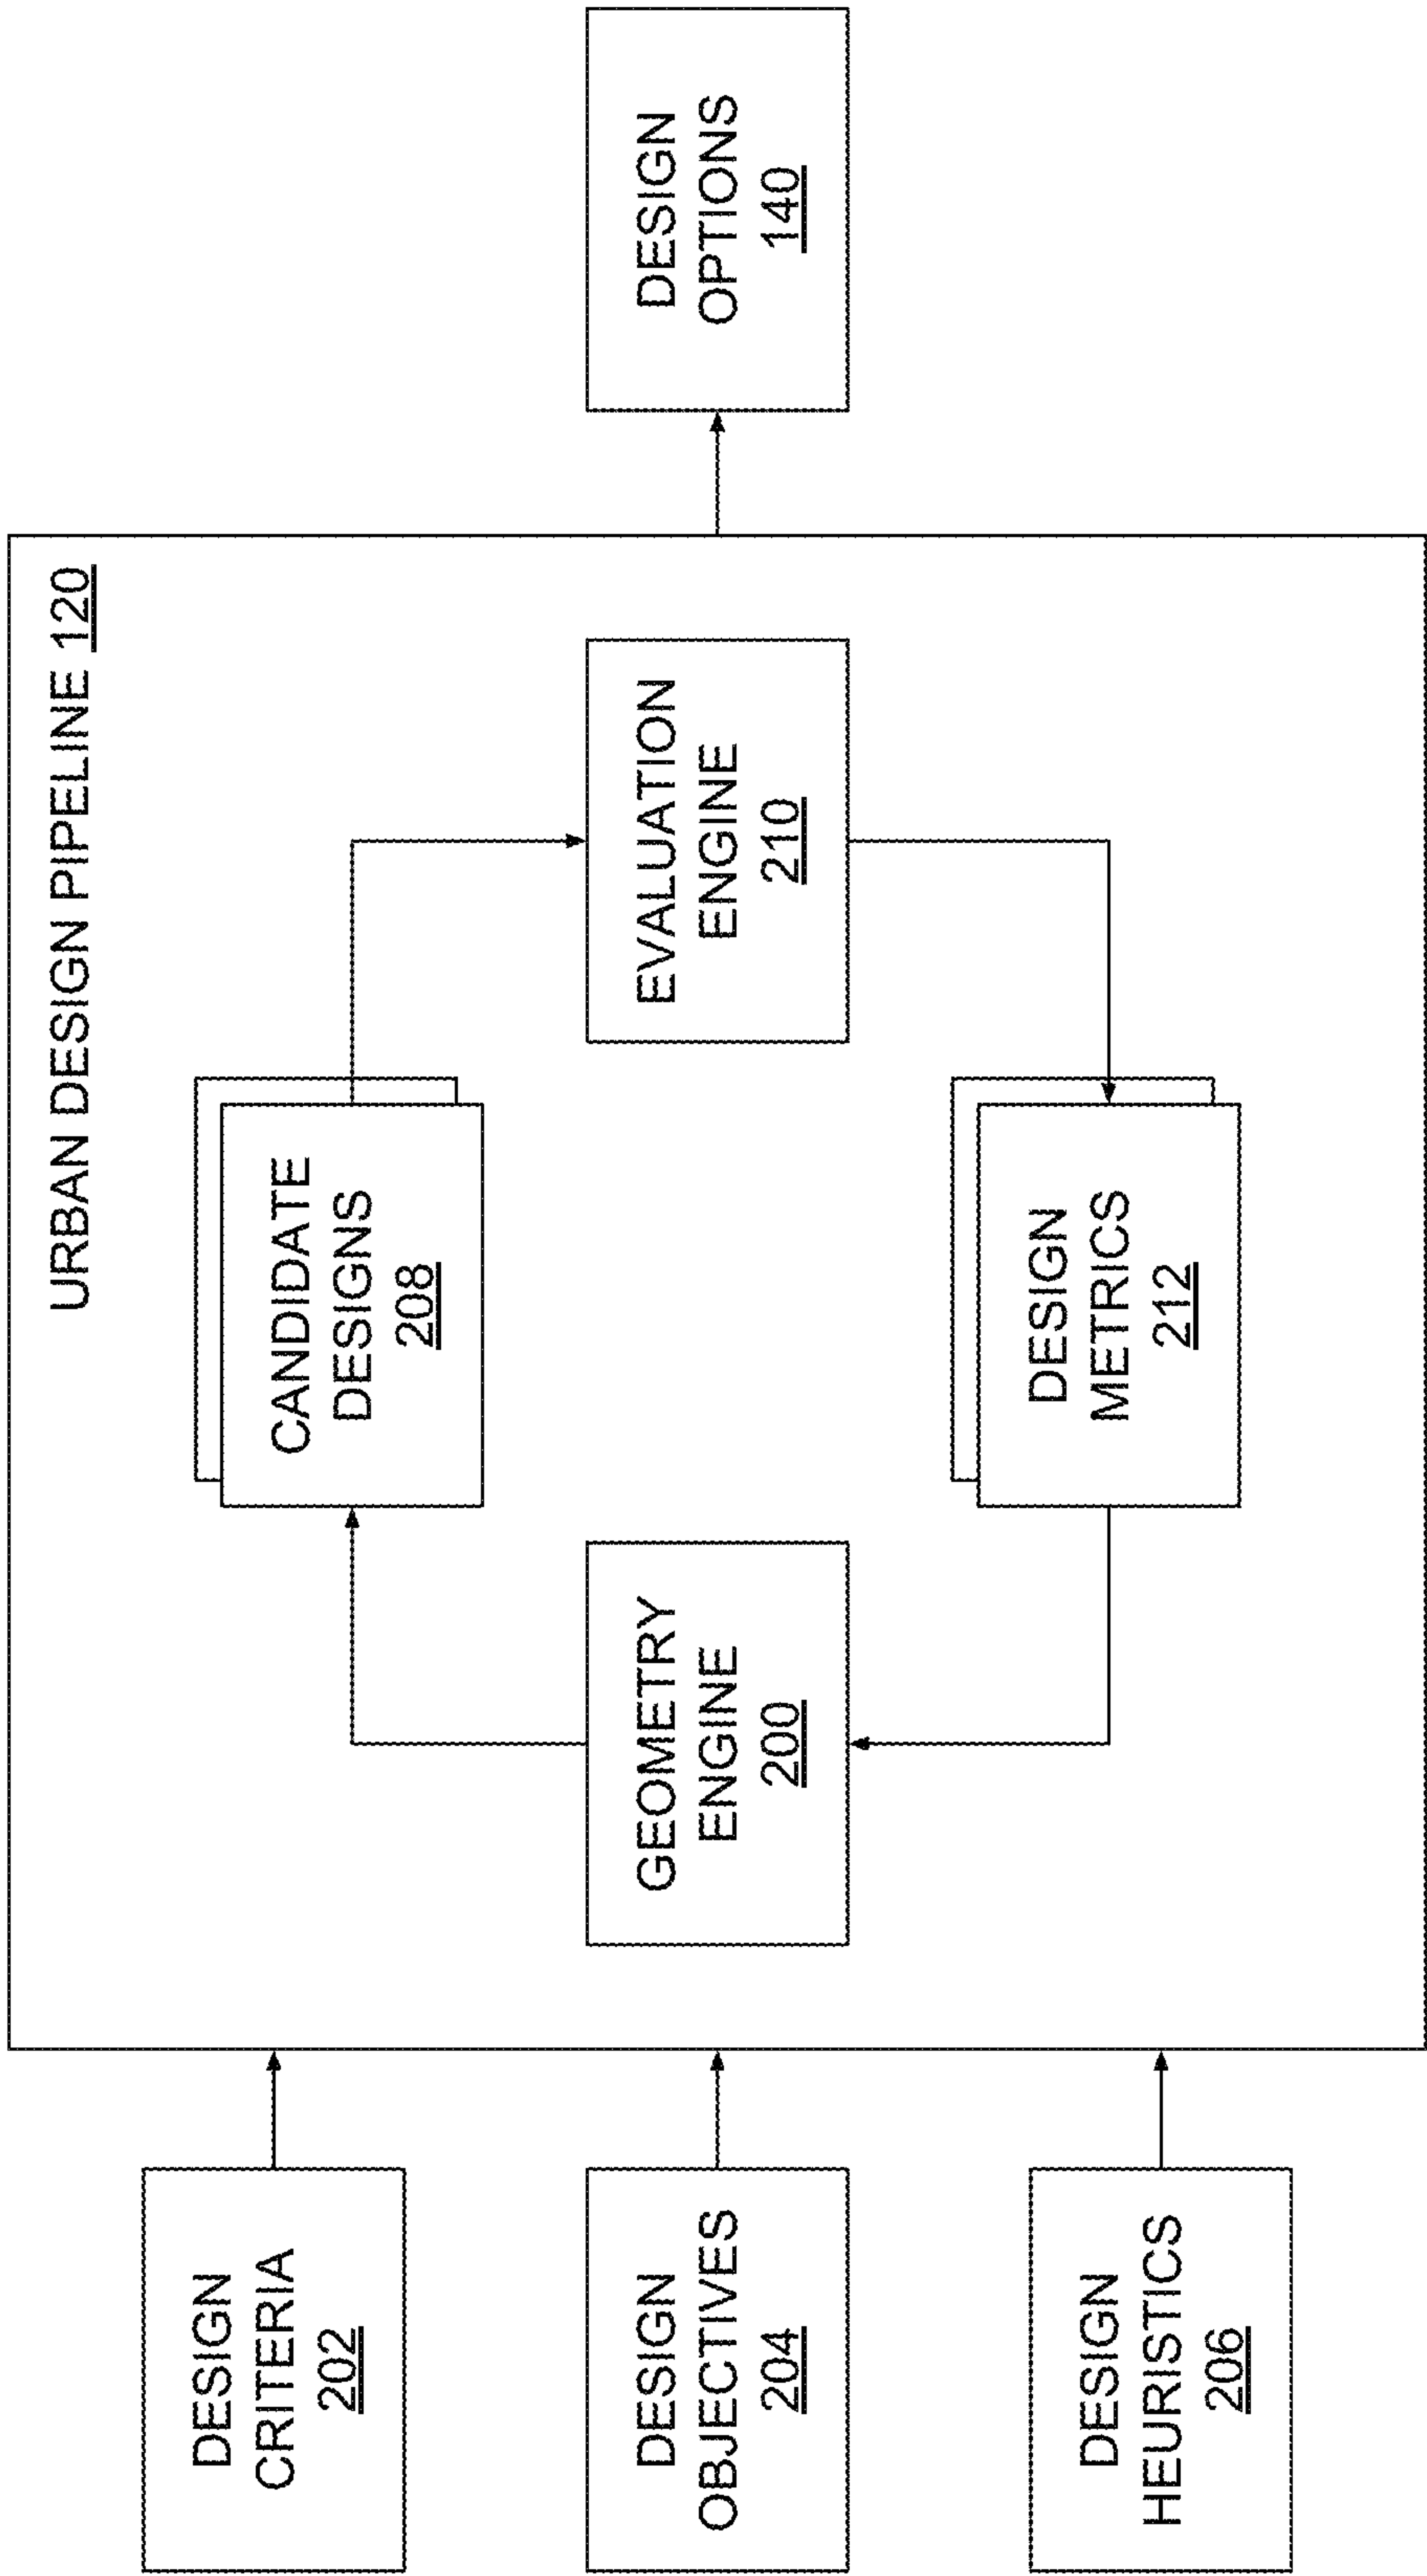 URBAN DESIGN PIPELINE 120
DESIGN
CRITERIA
202
DESIGN
OBJECTIVES
204
DESIGN
HEURISTICS
206
GEOMETRY
ENGINE
200
CANDIDATE
DESIGNS
208
EVALUATION
ENGINE
210
DESIGN
METRICS
212
DESIGN
OPTIONS
140